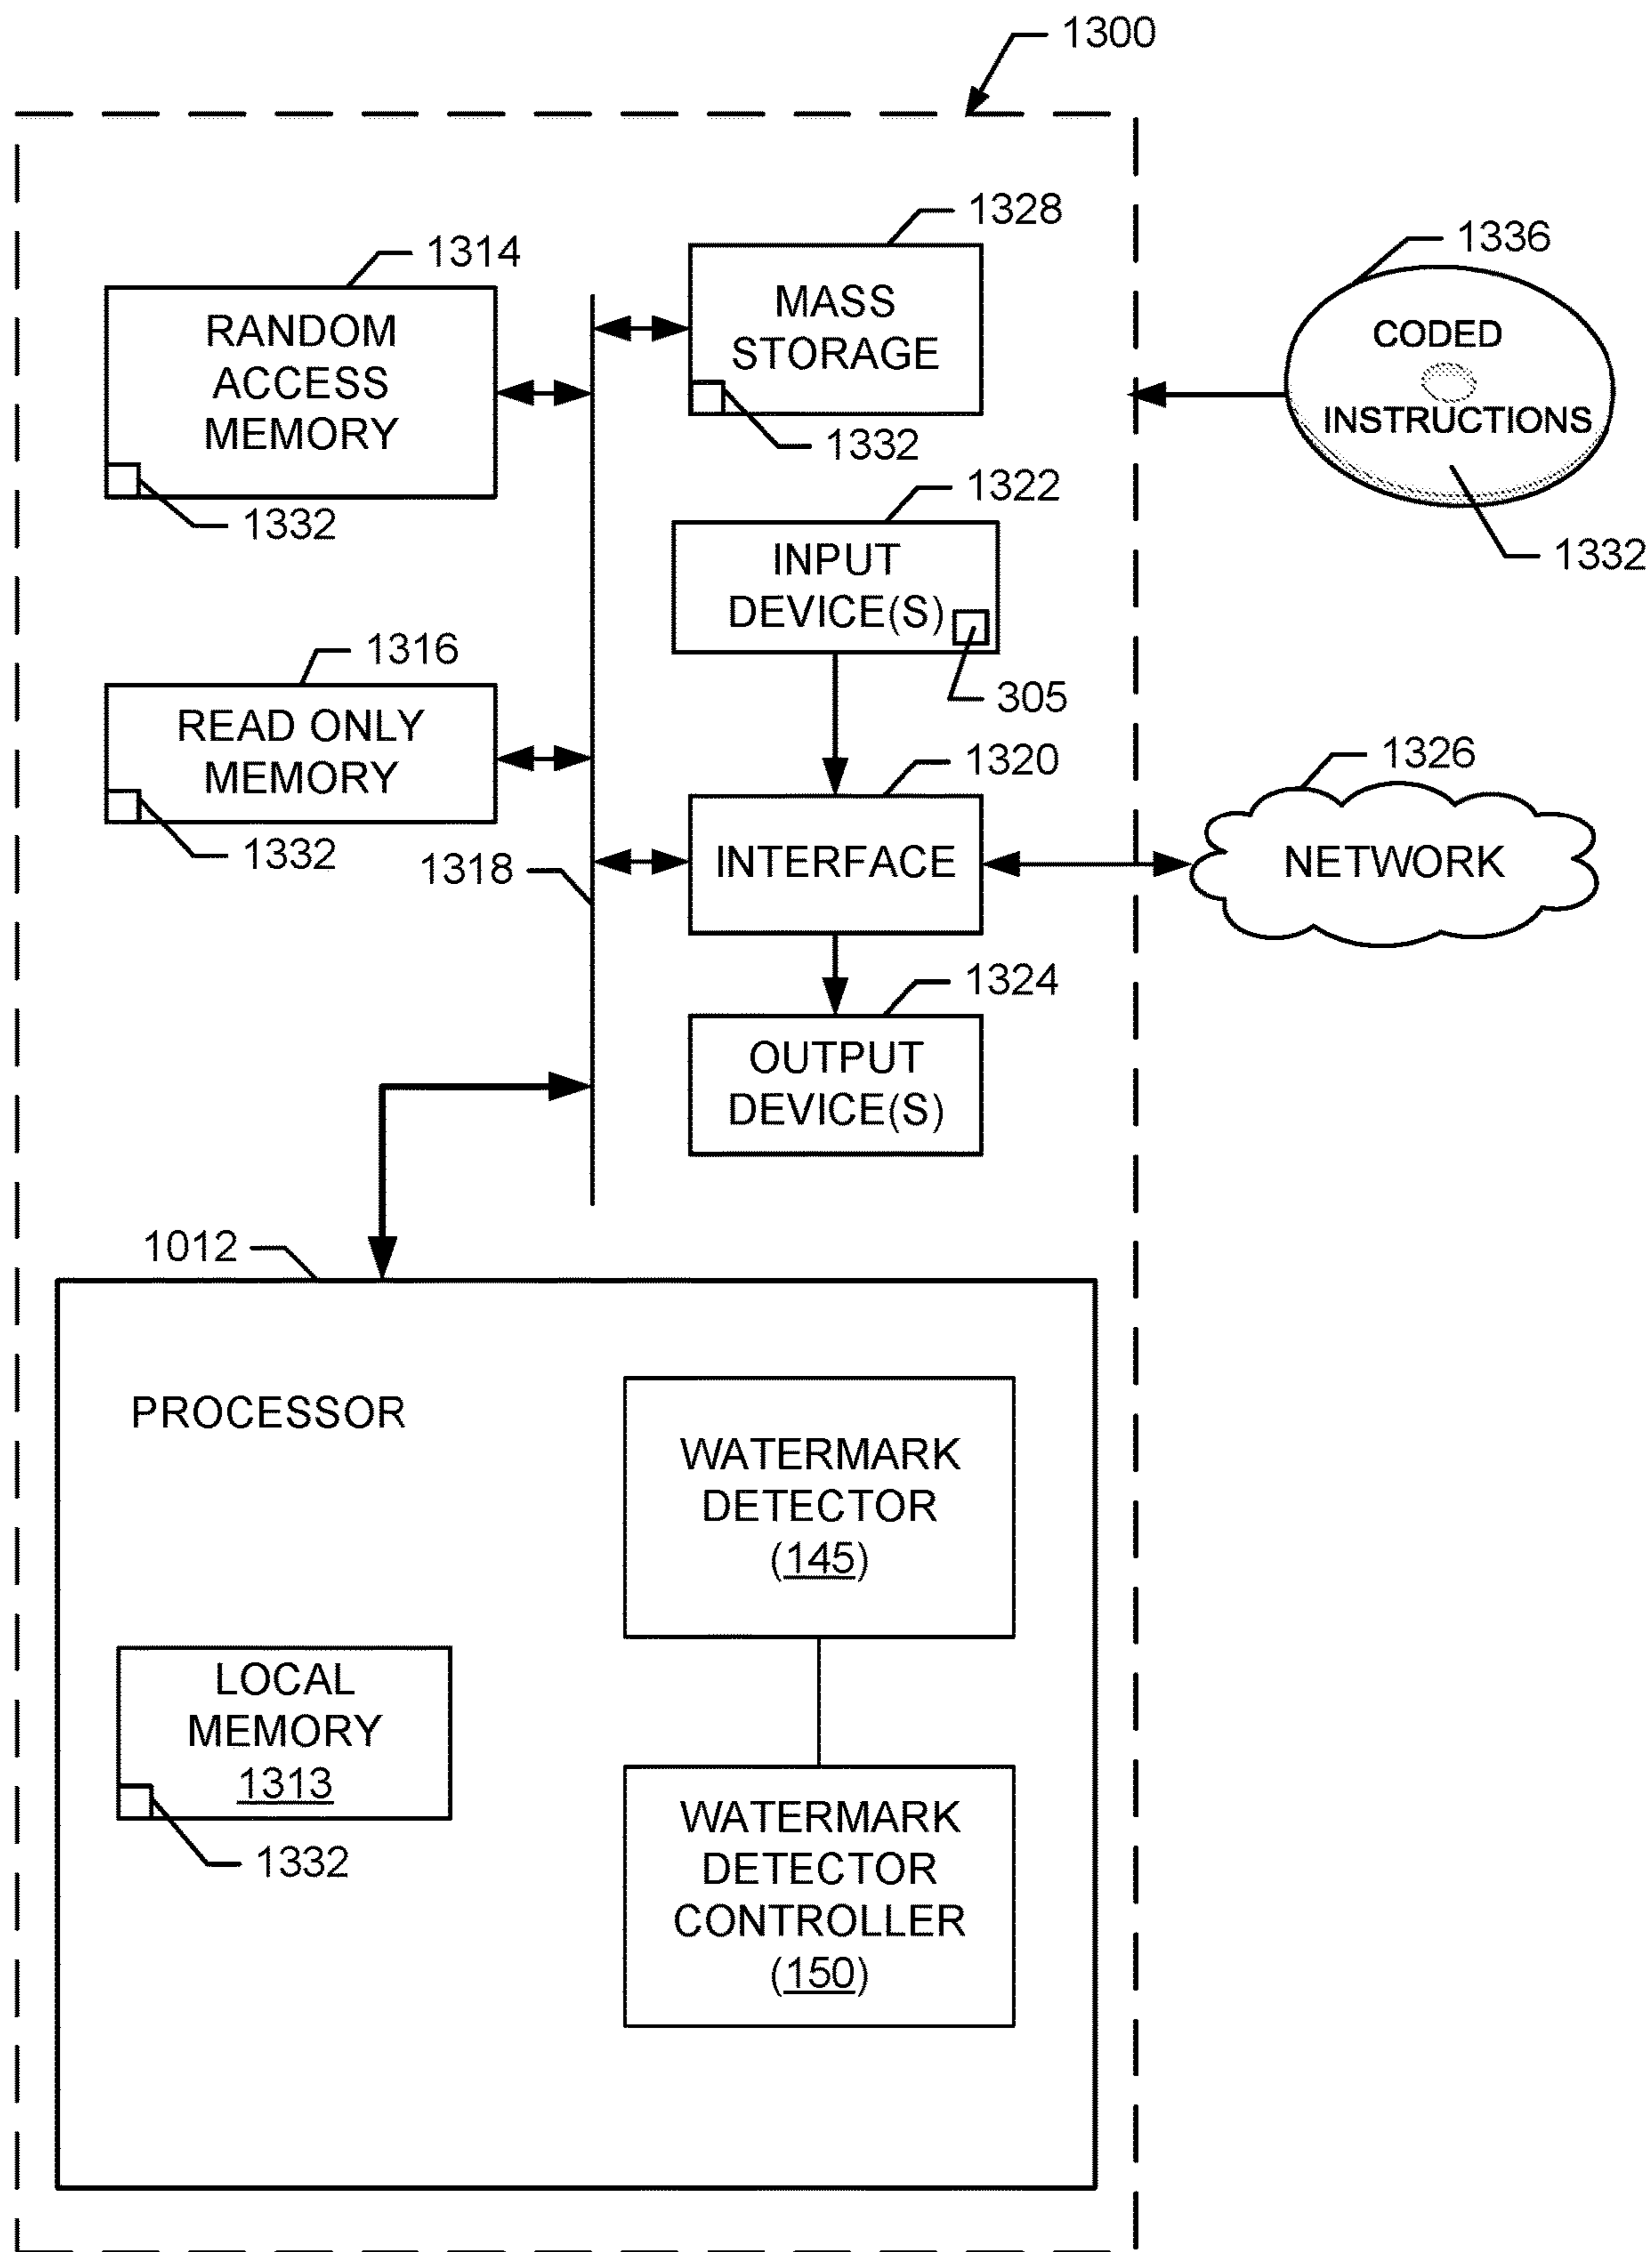 1300
1328
1314
1336
MASS
STORAGE
RANDOM
ACCESS
MEMORY
CODED
INSTRUCTIONS
1332
1332
1322
1332
INPUT
DEVICE(S)
305
1316
READ ONLY
MEMORY
1332
1320
1326
1318
INTERFACE
NETWORK
1324
OUTPUT
DEVICE(S)
1012
PROCESSOR
WATERMARK
DETECTOR
(145)
LOCAL
MEMORY
1313
1332
WATERMARK
DETECTOR
CONTROLLER
(150)